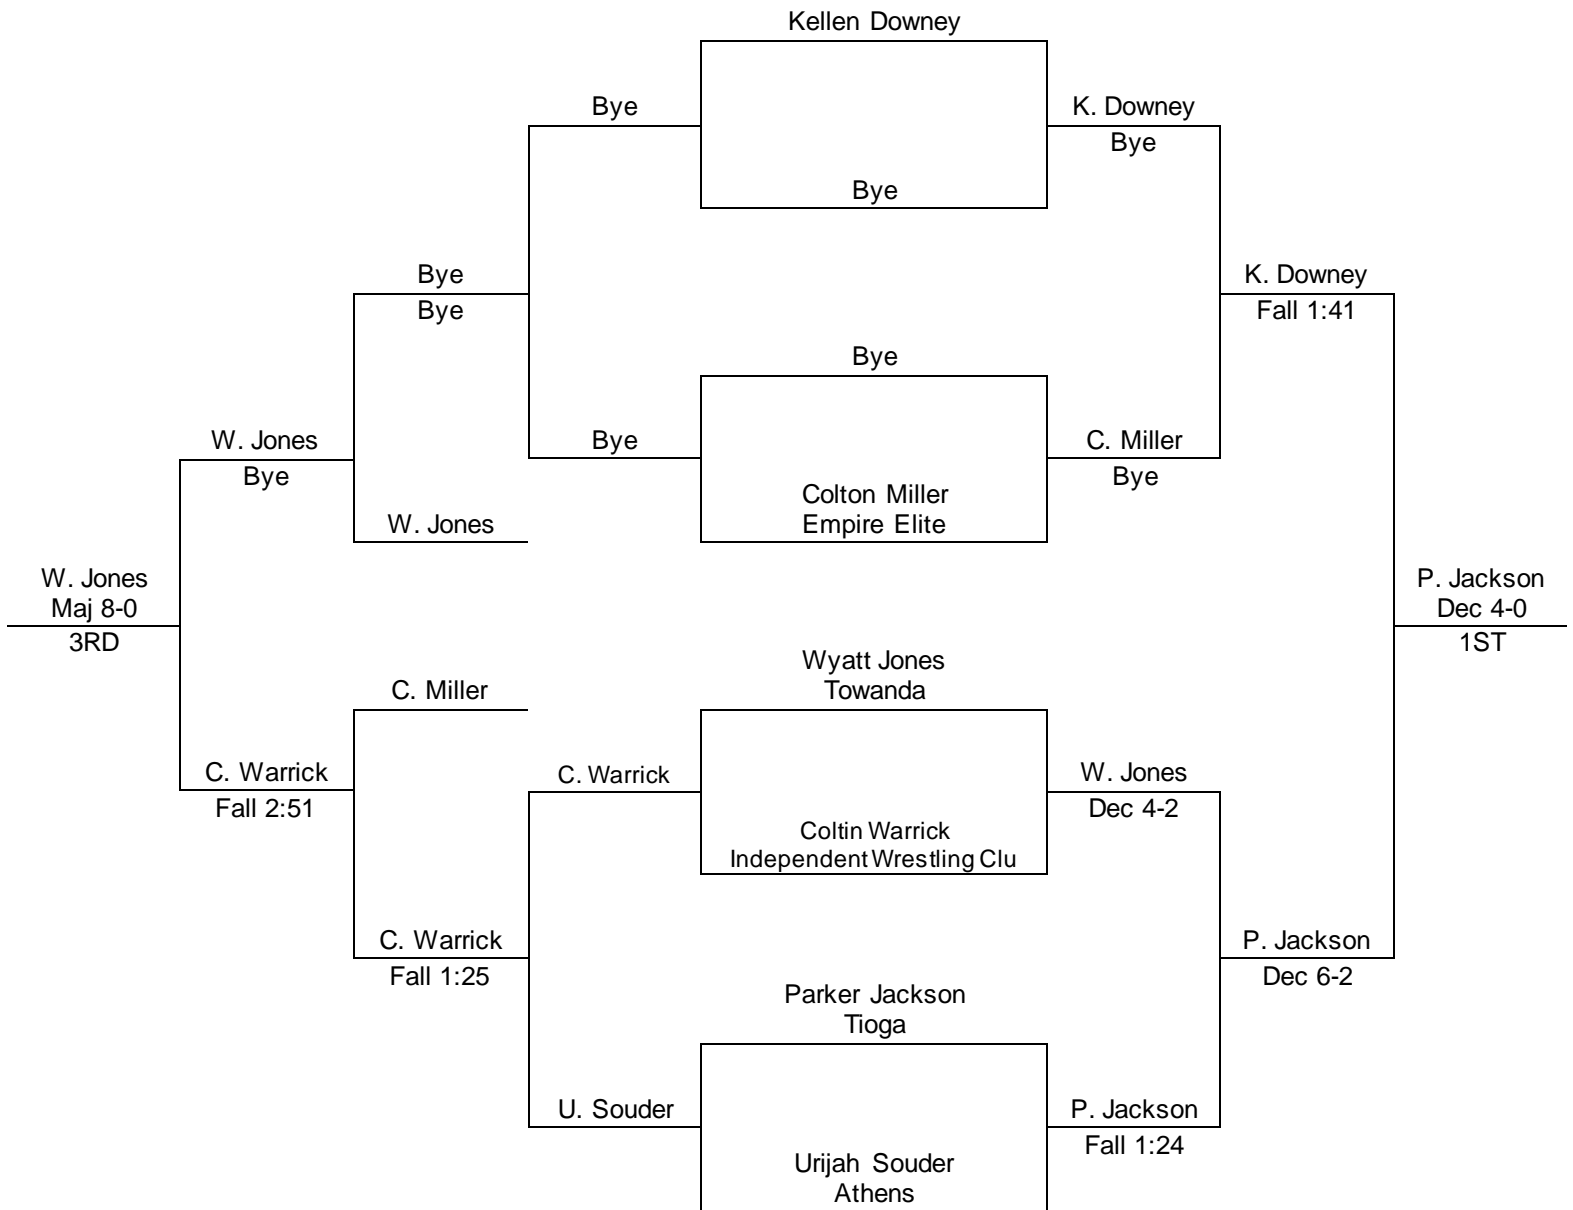 Kellen Downey
Bye
K. Downey
Bye
Bye
Bye
K. Downey
Bye
Fall 1:41
Bye
W. Jones
Bye
C. Miller
Bye
Bye
Colton Miller
W. Jones
Empire Elite
W. Jones
P. Jackson
Maj 8-0
Dec 4-0
3RD
1ST
Wyatt Jones
C. Miller
Towanda
C. Warrick
C. Warrick
W. Jones
Fall 2:51
Dec 4-2
Coltin Warrick
Independent Wrestling Clu
C. Warrick
P. Jackson
Fall 1:25
Dec 6-2
Parker Jackson
Tioga
U. Souder
P. Jackson
Fall 1:24
Urijah Souder
Athens